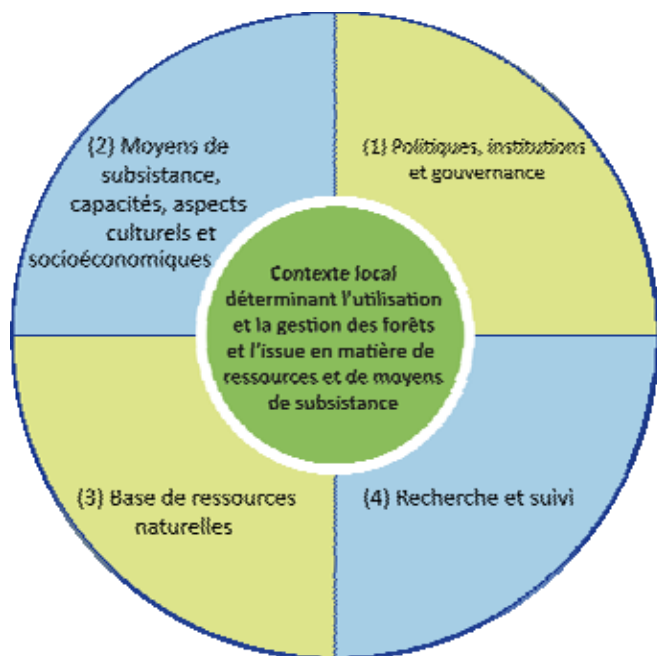 (2) Moyens de
subsistance,
capacités, aspects
culturels et
socioéconomiques
(1) Politiques, institutions
et gouvernance
Contexte local
déterminant l'utilisation
et la gestion des forêts
et l'issue en matière de
ressources et de moyens
de subsistance
(3) Base de ressources
naturelles
(4) Recherche et suivi